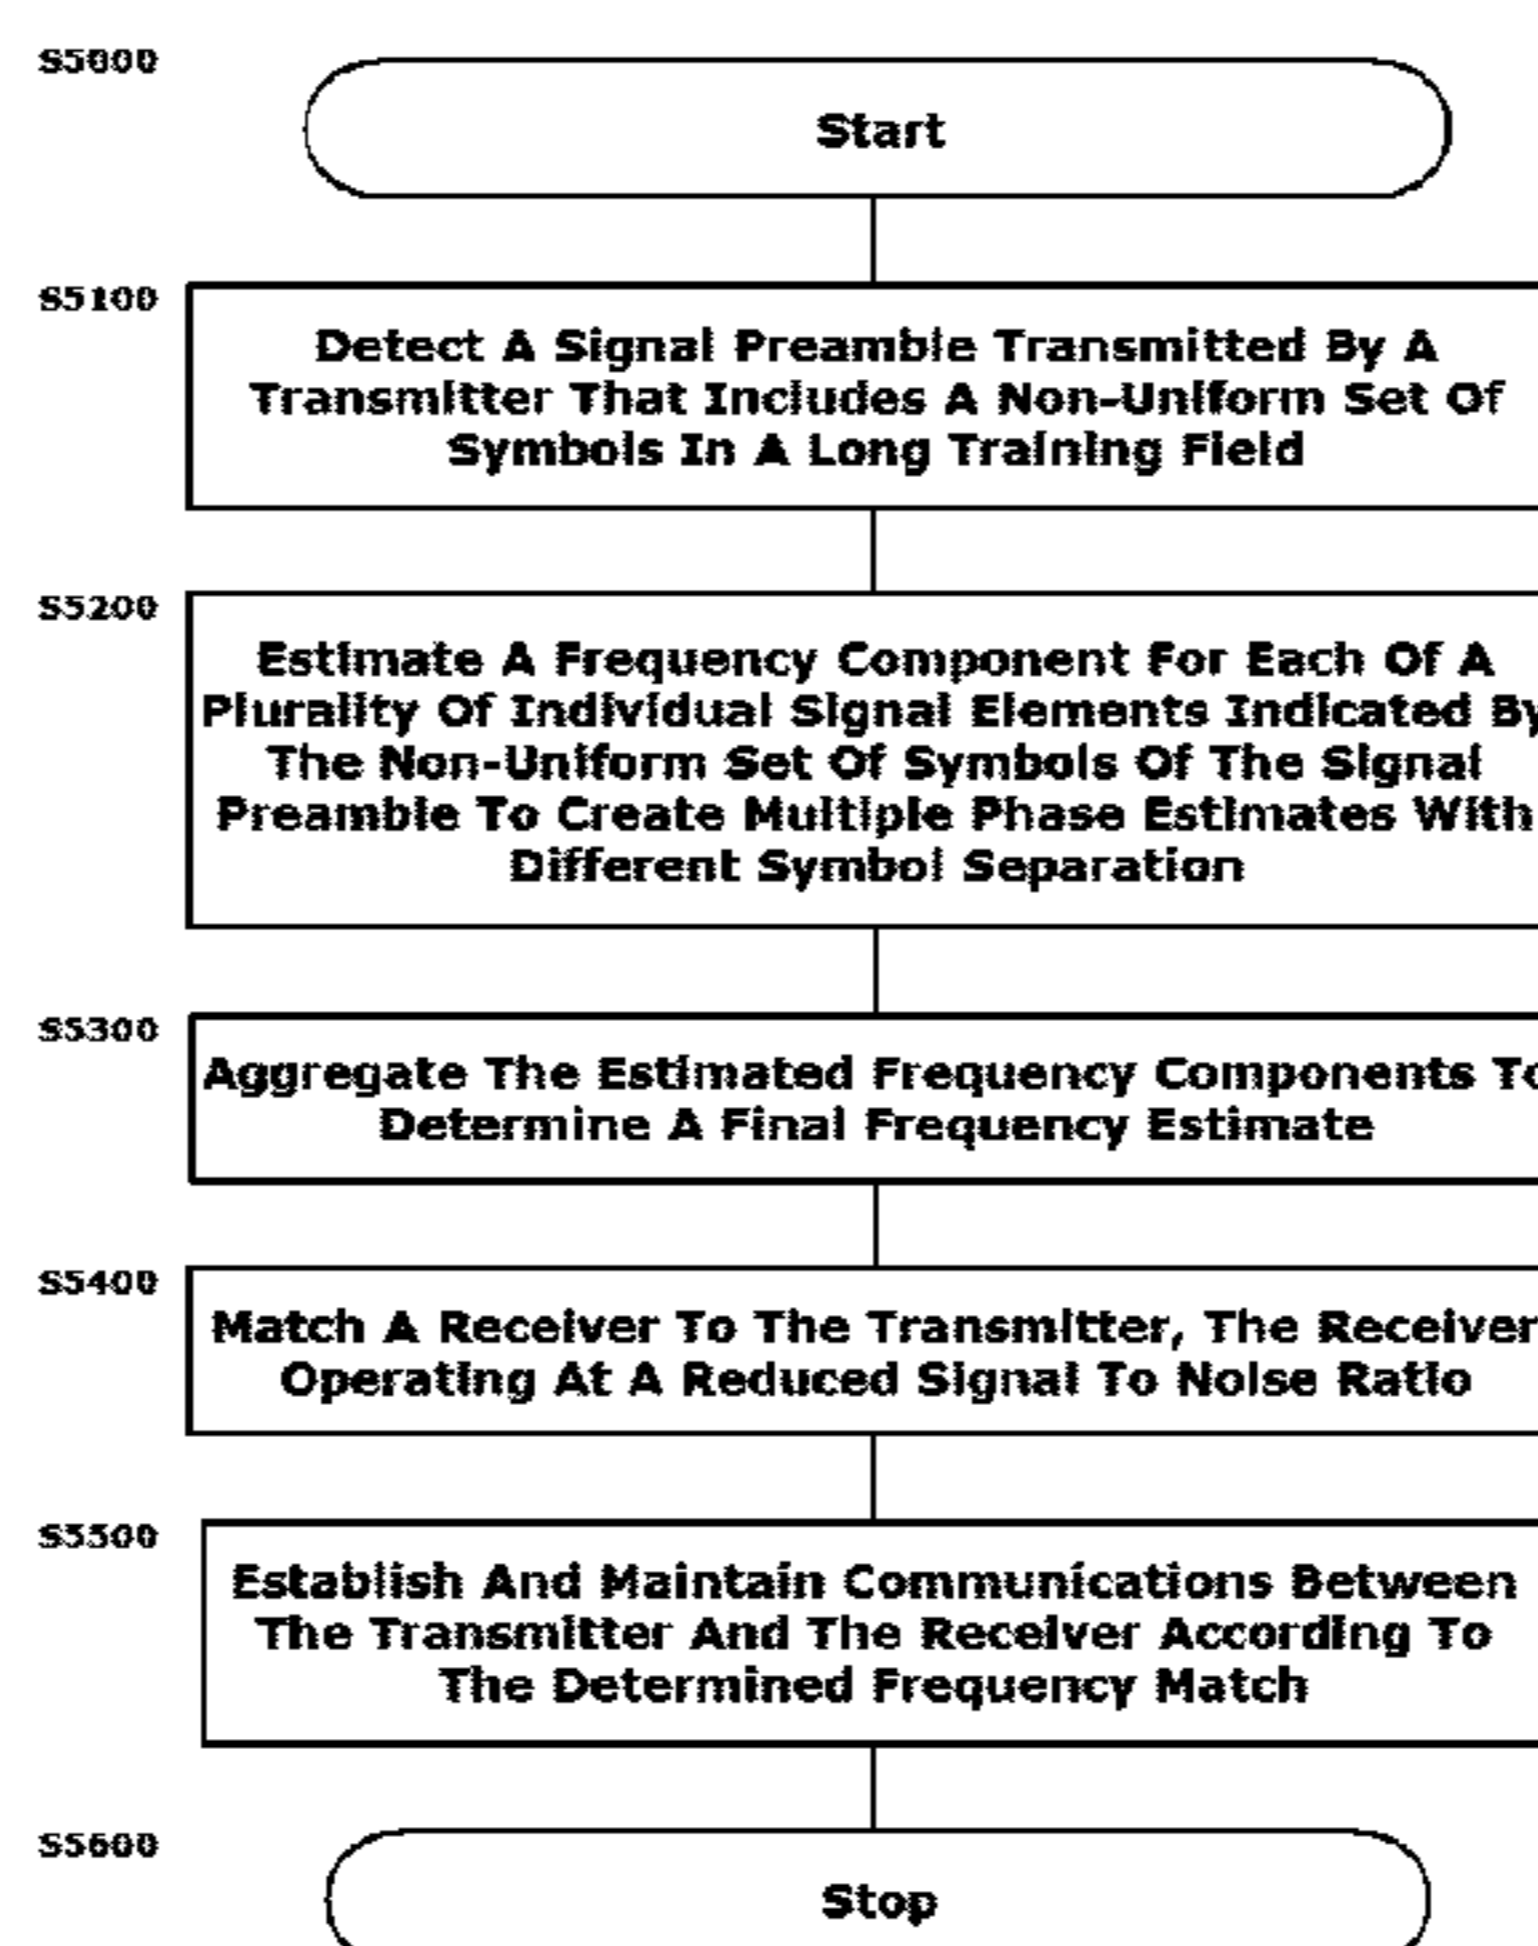 S5000
Start
S5100
Detect A Signal Preamble Transmitted By A
Transmitter That Includes A Non-Uniform Set Of
Symbols In A Long Training Field
S5200
Estimate A Frequency Component For Each Of A
Plurality Of Individual Signal Elements Indicated By
The Non-Uniform Set Of Symbols Of The Signal
Preamble To Create Multiple Phase Estimates With
Different Symbol Separation
S5300
Aggregate The Estimated Frequency Components To
Determine A Final Frequency Estimate
S5400
Match A Receiver To The Transmitter, The Receiver
Operating At A Reduced Signal To Noise Ratio
S5500
Establish And Maintain Communications Between
The Transmitter And The Receiver According To
The Determined Frequency Match
S5600
Stop